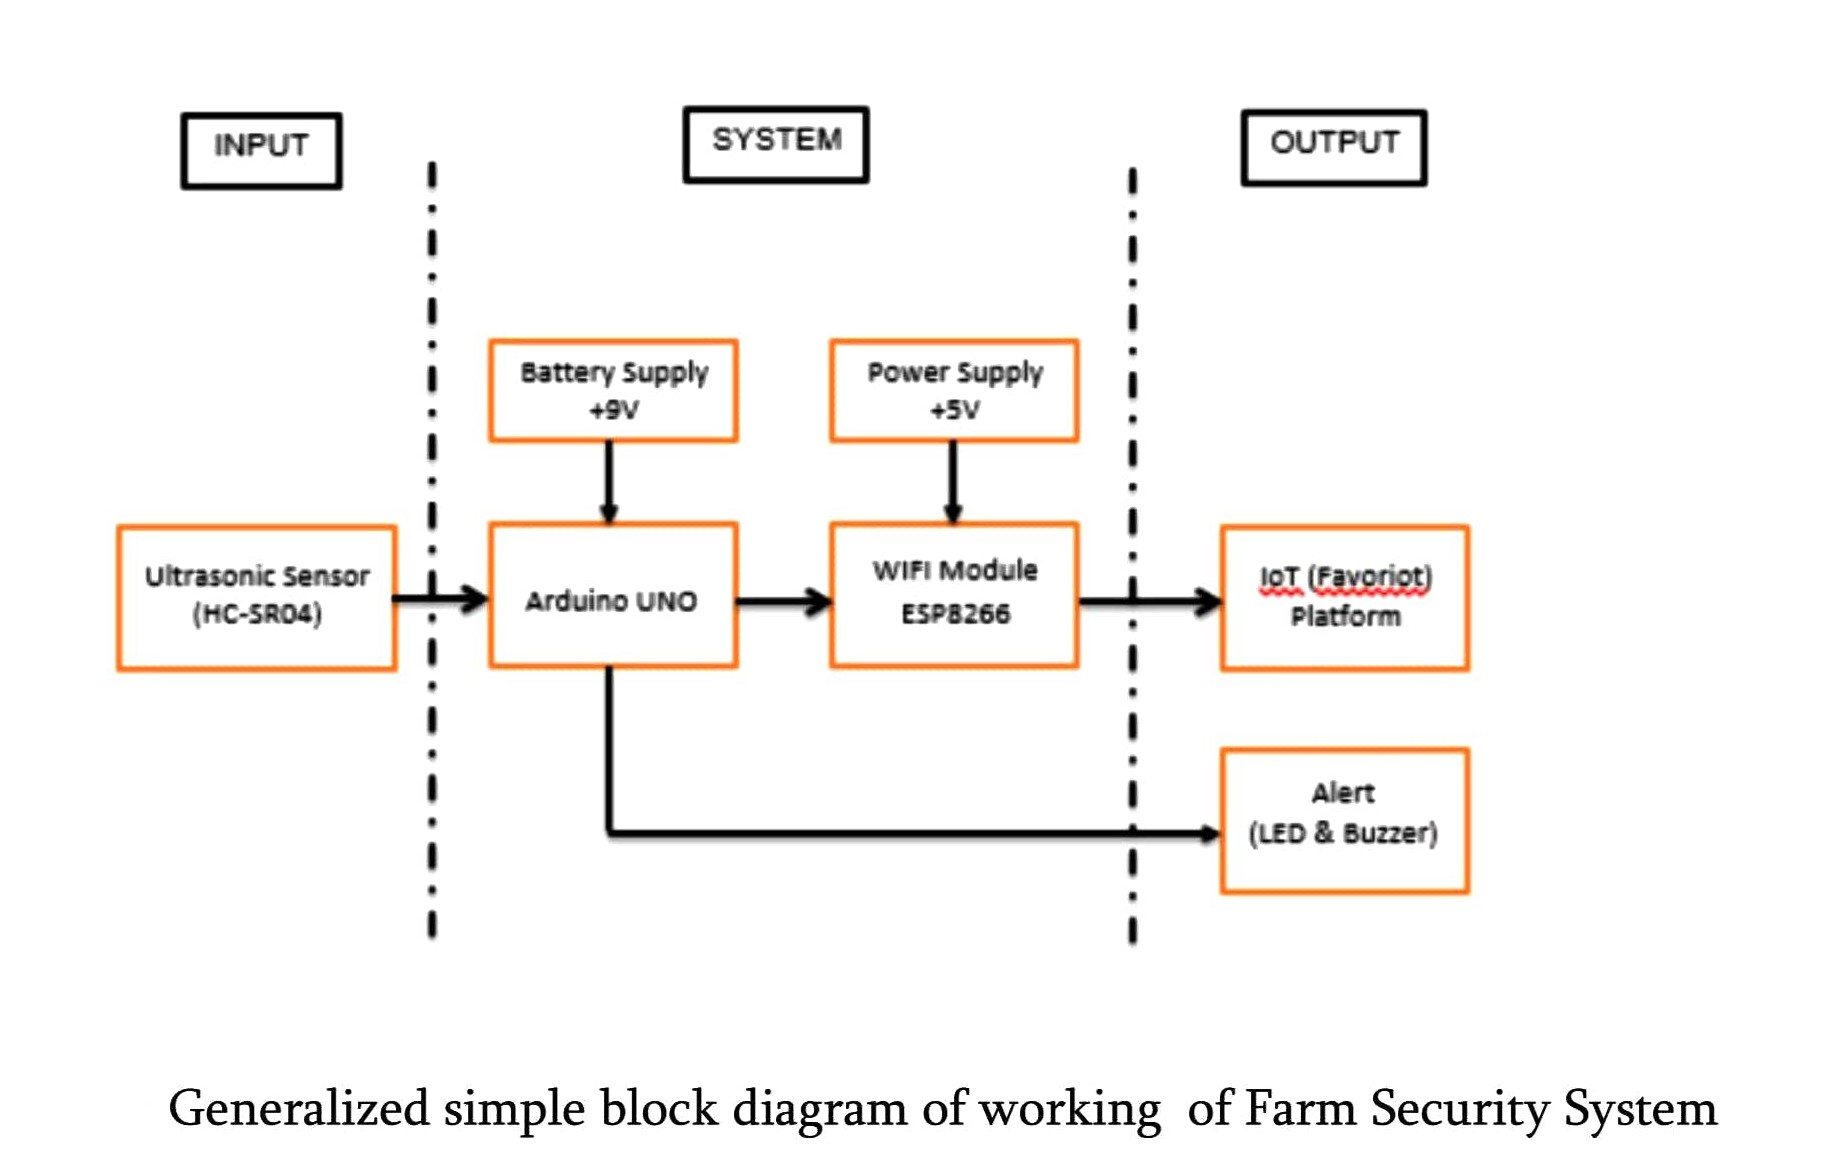 INPUT
SYSTEM
OUTPUT
Battery Supply
+9V
Power Supply
+5V
Ultrasonic Sensor
(HC-SR04)
Arduino UNO
WIFI Module
ESP8266
IoT (Favoriot)
Platform
Alert
(LED & Buzzer)
Generalized simple block diagram of working of Farm Security System